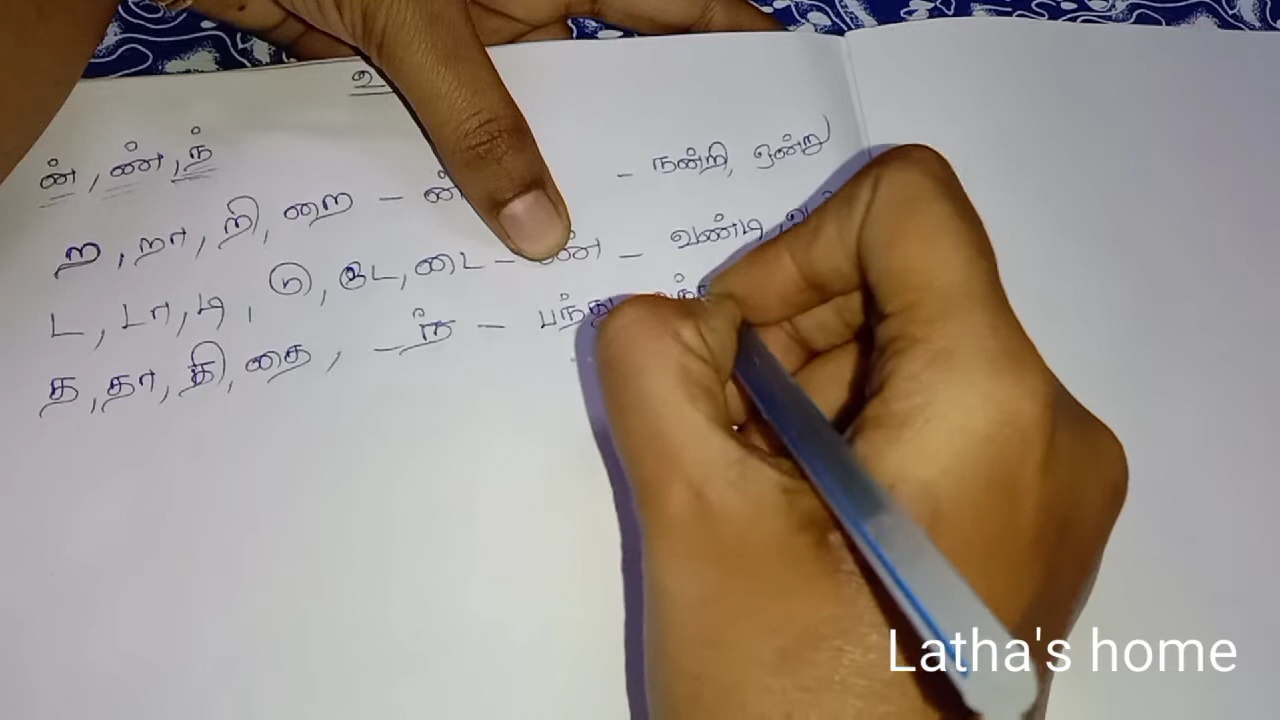 ன், ண், ந்
ற, றா, றி, றை – ன் – நன்றி, ஒன்று
ட, டா, டி, டு, கூட, டை – ண் – வண்டி,
த, தா, தி, தை, – ந் – பந்து
Latha's home